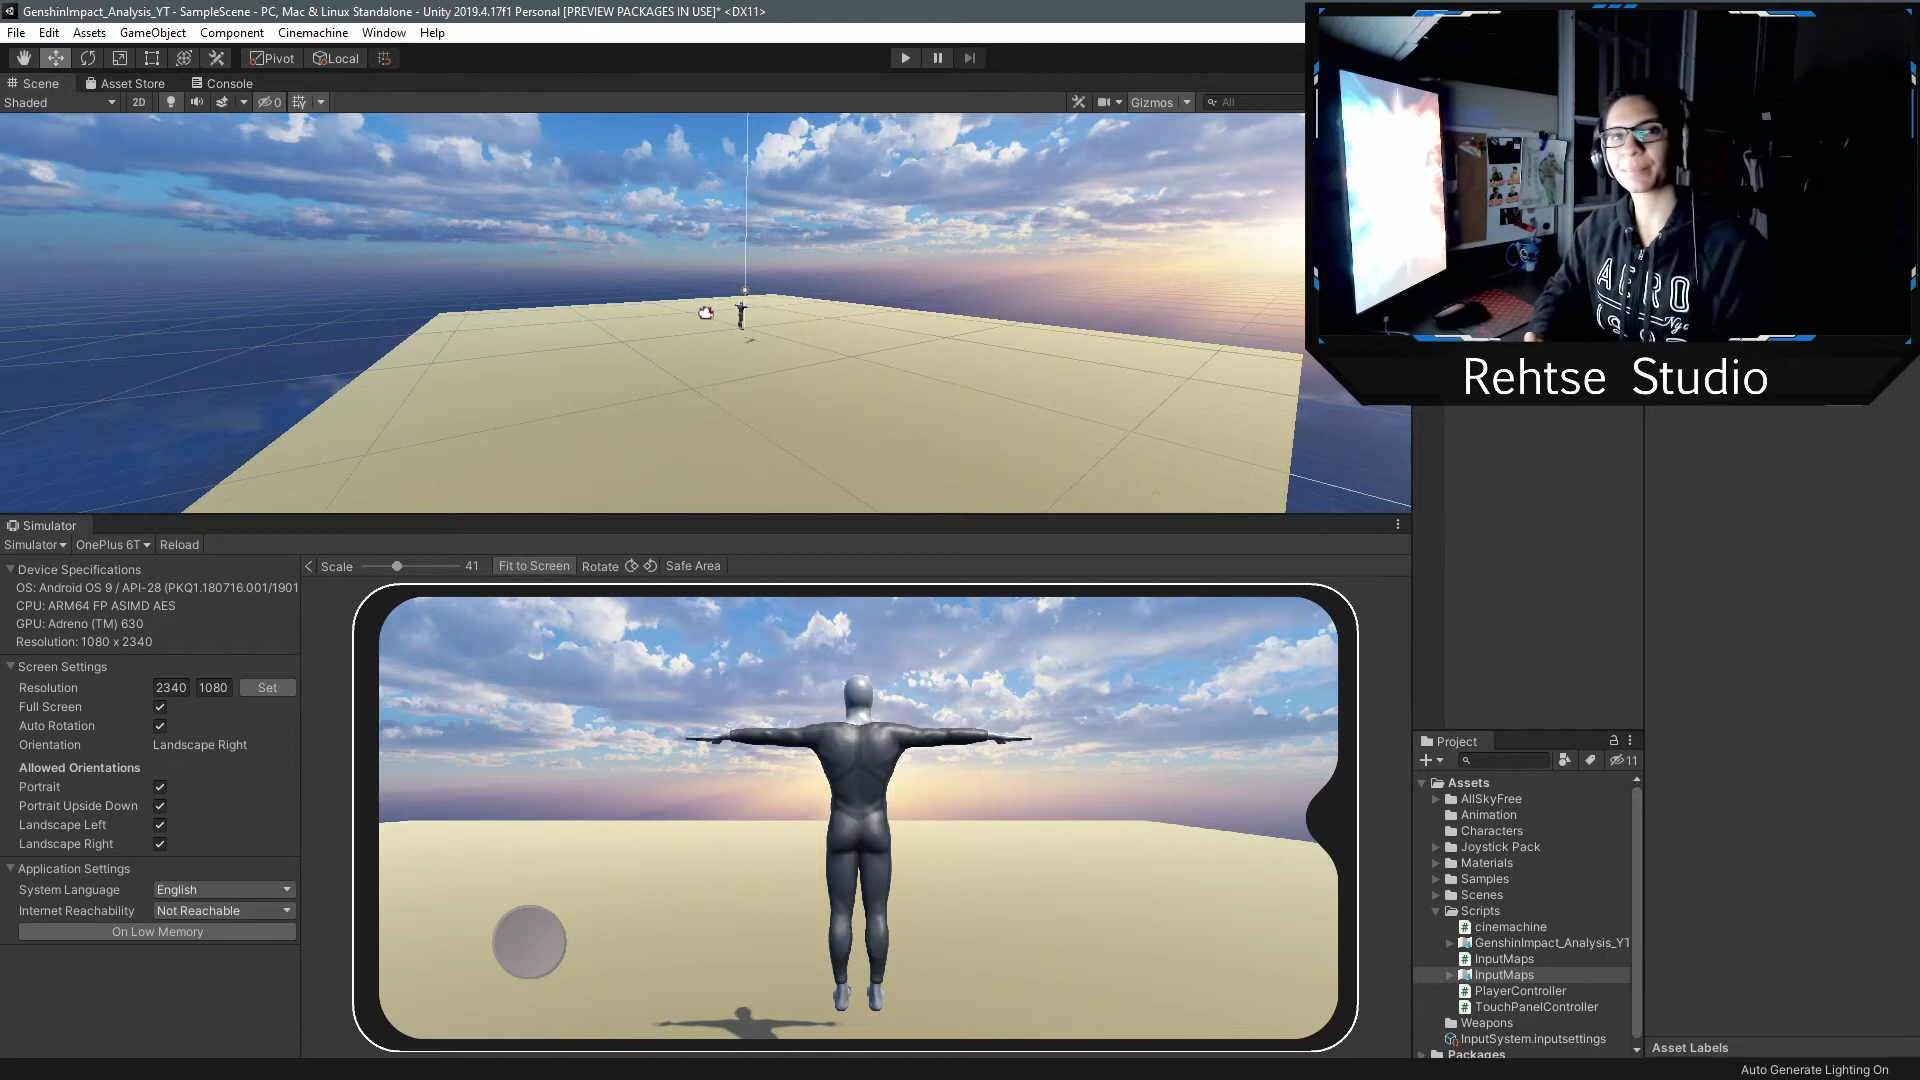 GenshinImpact_Analysis_YT - SampleScene - PC, Mac & Linux Standalone - Unity 2019.4.17f1 Personal [PREVIEW PACKAGES IN USE]* <DX11>
File Edit Assets GameObject Component Cinemachine Window Help
Pivot Local
Scene Asset Store Console
Shaded 2D 0 Gizmos All
AERO
Nyc
Rehtse Studio
Simulator
Simulator OnePlus 6T Reload
Scale 41 Fit to Screen Rotate Safe Area
Device Specifications
OS: Android OS 9 / API-28 (PKQ1.180716.001/1901
CPU: ARM64 FP ASIMD AES
GPU: Adreno (TM) 630
Resolution: 1080 x 2340
Screen Settings
Resolution 2340 1080 Set
Full Screen
Auto Rotation
Orientation Landscape Right
Allowed Orientations
Portrait
Portrait Upside Down
Landscape Left
Landscape Right
Application Settings
System Language English
Internet Reachability Not Reachable
On Low Memory
Project
11
Assets
AllSkyFree
Animation
Characters
Joystick Pack
Materials
Samples
Scenes
Scripts
cinemachine
GenshinImpact_Analysis_YT
InputMaps
InputMaps
PlayerController
TouchPanelController
Weapons
InputSystem.inputsettings
Packages
Asset Labels
Auto Generate Lighting On